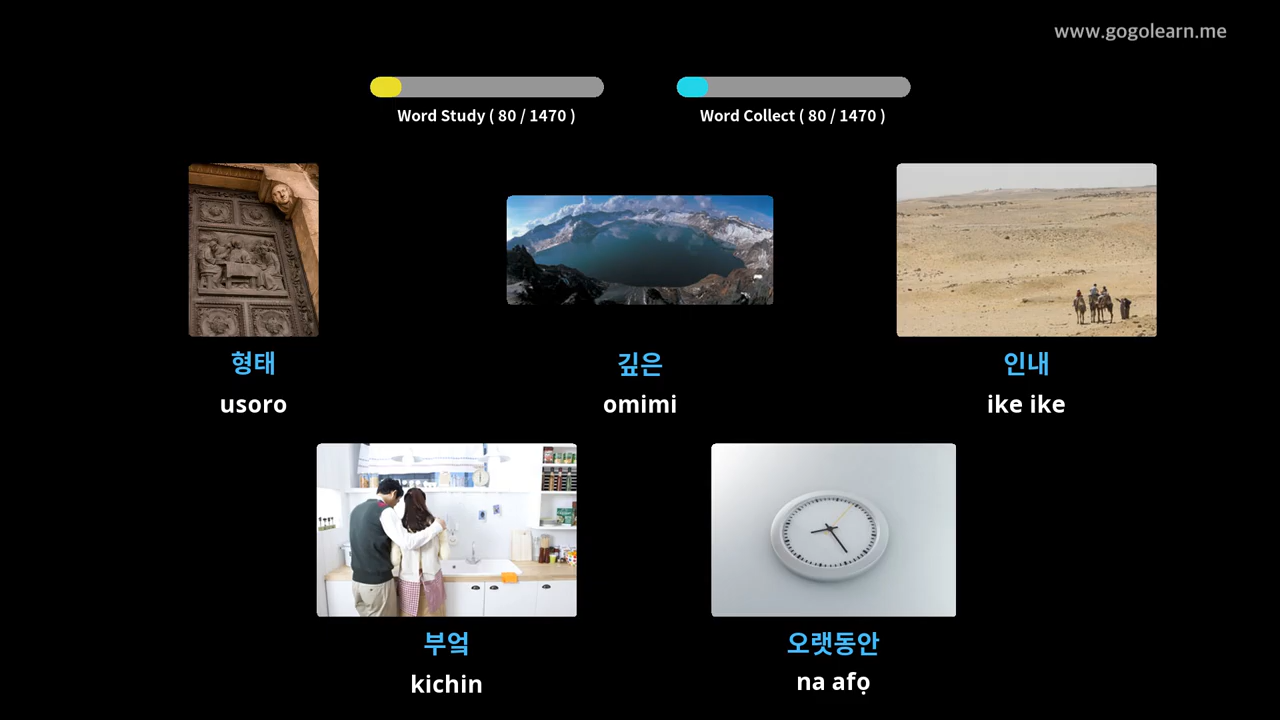 www.gogolearn.me
Word Study ( 80 / 1470 )
Word Collect ( 80 / 1470 )
형태
usoro
깊은
omimi
인내
ike ike
부엌
kichin
오랫동안
na afọ